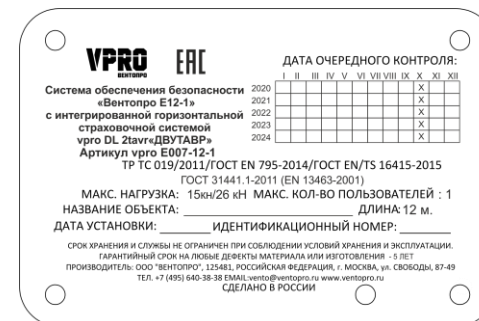 VPRO
ВЕНТОПРО
ЕАС
ДАТА ОЧЕРЕДНОГО КОНТРОЛЯ:
I II III IV V VI VII VIII IX X XI XII
2020 X
2021 X
2022 X
2023 X
2024 X
Система обеспечения безопасности
«Вентопро Е12-1»
с интегрированной горизонтальной
страховочной системой
vpro DL 2tavr«ДВУТАВР»
Артикул vpro E007-12-1
ТР ТС 019/2011/ГОСТ EN 795-2014/ГОСТ EN/TS 16415-2015
ГОСТ 31441.1-2011 (EN 13463-2001)
МАКС. НАГРУЗКА: 15кн/26 кН МАКС. КОЛ-ВО ПОЛЬЗОВАТЕЛЕЙ : 1
НАЗВАНИЕ ОБЪЕКТА: ДЛИНА: 12 м.
ДАТА УСТАНОВКИ: ИДЕНТИФИКАЦИОННЫЙ НОМЕР:
СРОК ХРАНЕНИЯ И СЛУЖБЫ НЕ ОГРАНИЧЕН ПРИ СОБЛЮДЕНИИ УСЛОВИЙ ХРАНЕНИЯ И ЭКСПЛУАТАЦИИ.
ГАРАНТИЙНЫЙ СРОК НА ЛЮБЫЕ ДЕФЕКТЫ МАТЕРИАЛА ИЛИ ИЗГОТОВЛЕНИЯ - 5 ЛЕТ
ПРОИЗВОДИТЕЛЬ: ООО "ВЕНТОПРО", 125481, РОССИЙСКАЯ ФЕДЕРАЦИЯ, г. МОСКВА, ул. СВОБОДЫ, 87-49
ТЕЛ. +7 (495) 640-38-38 EMAIL:vento@ventopro.ru www.ventopro.ru
СДЕЛАНО В РОССИИ